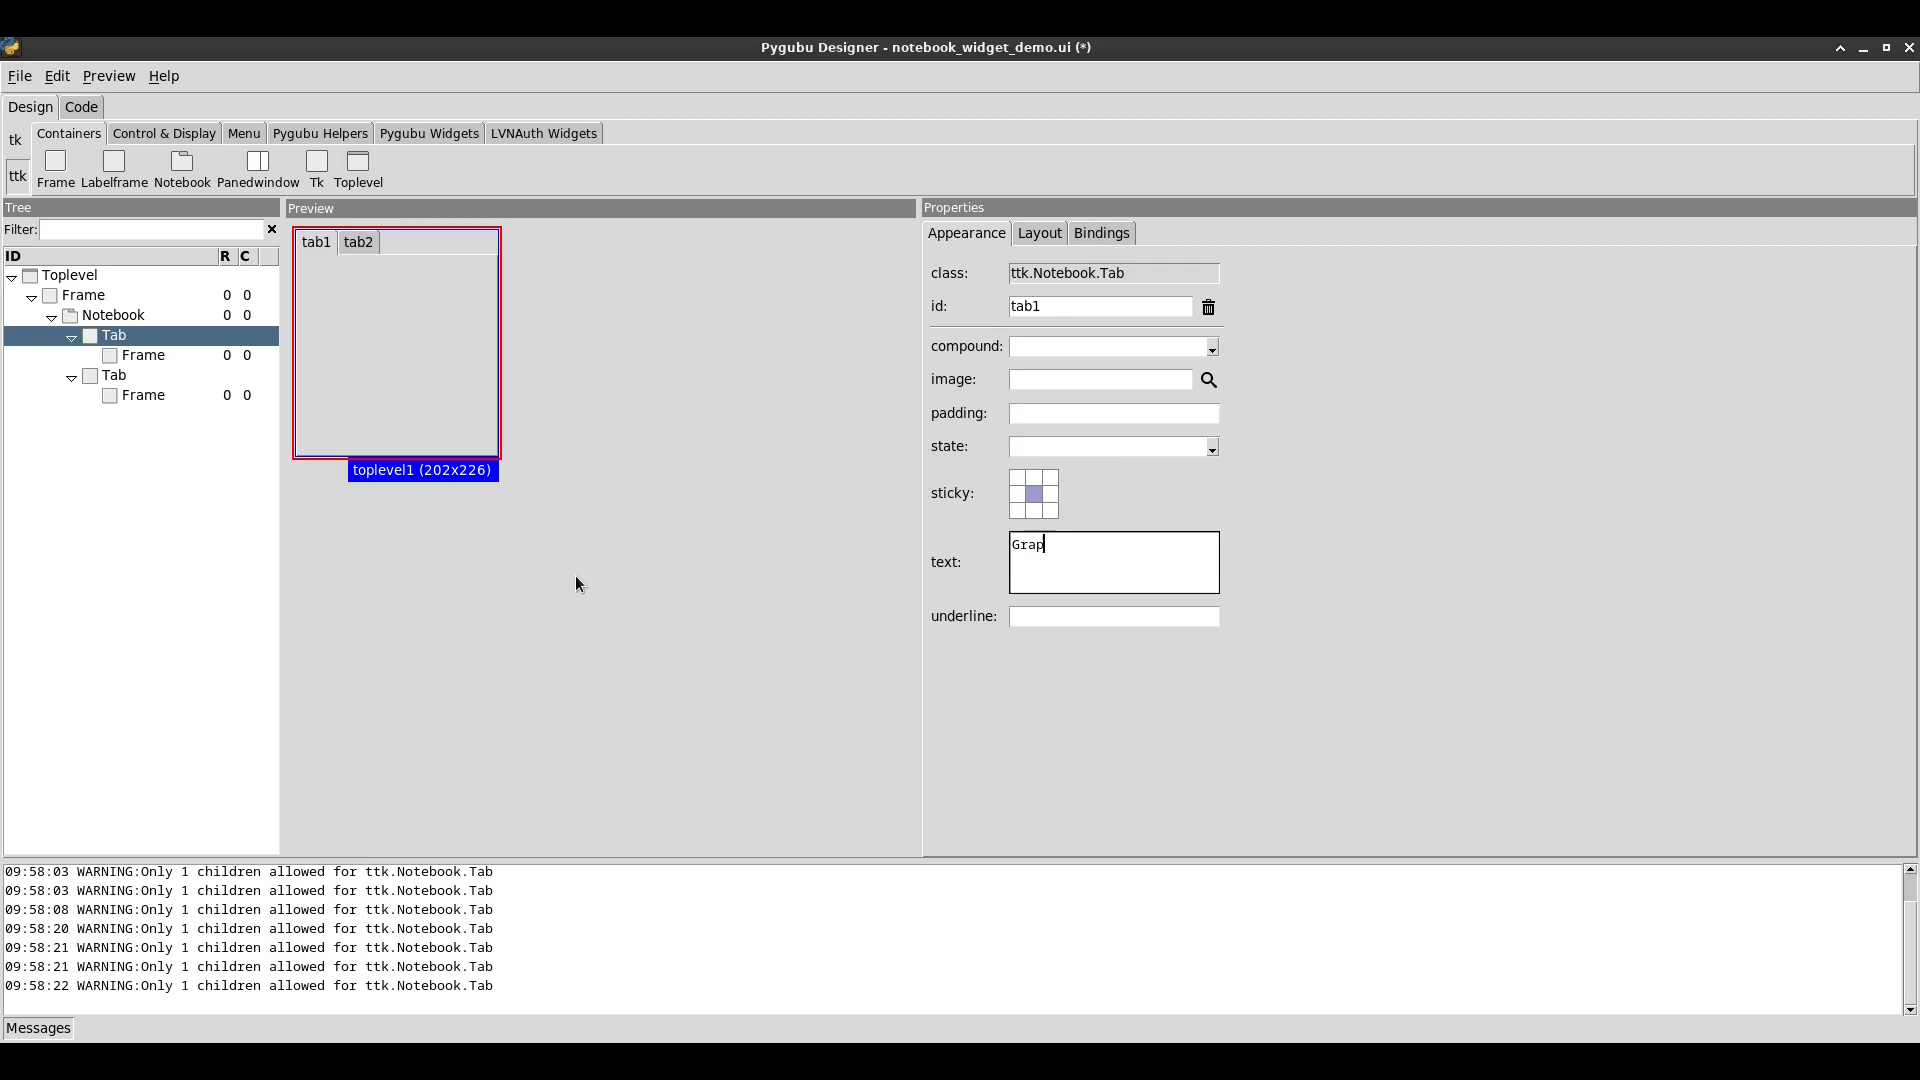 Pygubu Designer - notebook_widget_demo.ui (*)
File Edit Preview Help
Design Code
tk
ttk
Containers Control & Display Menu Pygubu Helpers Pygubu Widgets LVNAuth Widgets
Frame Labelframe Notebook Panedwindow Tk Toplevel
Tree
Filter:
ID R C
Toplevel
Frame 0 0
Notebook 0 0
Tab
Frame 0 0
Tab
Frame 0 0
Preview
tab1 tab2
toplevel1 (202x226)
Properties
Appearance Layout Bindings
class: ttk.Notebook.Tab
id: tab1
compound:
image:
padding:
state:
sticky:
text: Grap
underline:
09:58:03 WARNING:Only 1 children allowed for ttk.Notebook.Tab
09:58:03 WARNING:Only 1 children allowed for ttk.Notebook.Tab
09:58:08 WARNING:Only 1 children allowed for ttk.Notebook.Tab
09:58:20 WARNING:Only 1 children allowed for ttk.Notebook.Tab
09:58:21 WARNING:Only 1 children allowed for ttk.Notebook.Tab
09:58:21 WARNING:Only 1 children allowed for ttk.Notebook.Tab
09:58:22 WARNING:Only 1 children allowed for ttk.Notebook.Tab
Messages